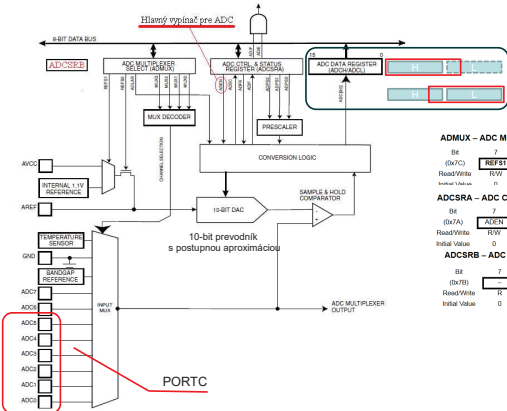 Hlavný vypínač pre ADC
8-BIT DATA BUS
ADCSRB
ADC MULTIPLEXER
SELECT (ADMUX)
ADC CTRL. & STATUS
REGISTER (ADCSRA)
15
0
ADC DATA REGISTER
(ADCH/ADCL)
H
L
H
L
REFS1
REFS0
ADLAR
MUX3
MUX2
MUX1
MUX0
ADEN
ADSC
ADIF
ADPS2
ADPS1
ADPS0
ADIF
ADIE
MUX DECODER
CHANNEL SELECTION
PRESCALER
CONVERSION LOGIC
AVCC
INTERNAL 1.1V
REFERENCE
AREF
10-BIT DAC
SAMPLE & HOLD
COMPARATOR
-
+
10-bit prevodník
s postupnou aproximáciou
TEMPERATURE
SENSOR
GND
BANDGAP
REFERENCE
ADC7
ADC6
ADC5
ADC4
ADC3
ADC2
ADC1
ADC0
INPUT
MUX
ADC MULTIPLEXER
OUTPUT
PORTC
ADMUX – ADC M
Bit 7
(0x7C) REFS1
Read/Write R/W
Initial Value 0
ADCSRA – ADC C
Bit 7
(0x7A) ADEN
Read/Write R/W
Initial Value 0
ADCSRB – ADC
Bit 7
(0x7B) –
Read/Write R
Initial Value 0